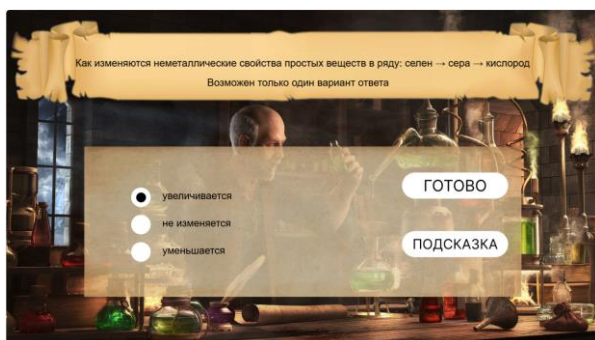 Как изменяются неметаллические свойства простых веществ в ряду: селен → сера → кислород
Возможен только один вариант ответа
увеличивается
не изменяется
уменьшается
ГОТОВО
ПОДСКАЗКА